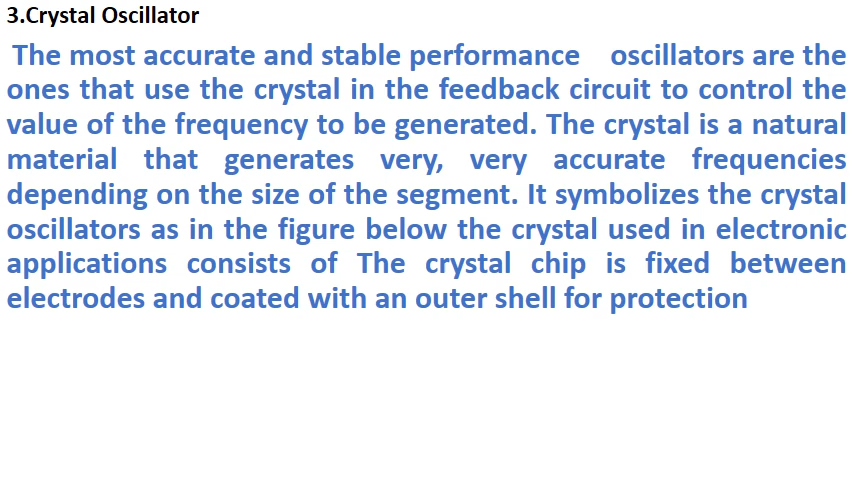 3.Crystal Oscillator
The most accurate and stable performance oscillators are the
ones that use the crystal in the feedback circuit to control the
value of the frequency to be generated. The crystal is a natural
material that generates very, very accurate frequencies
depending on the size of the segment. It symbolizes the crystal
oscillators as in the figure below the crystal used in electronic
applications consists of The crystal chip is fixed between
electrodes and coated with an outer shell for protection